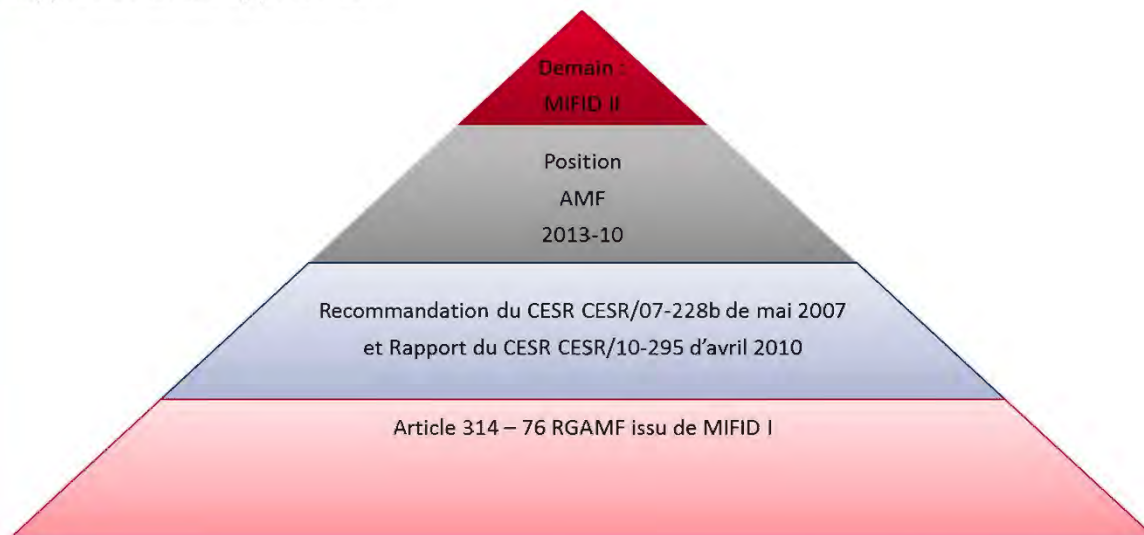 Demain :
MIFID II
Position
AMF
2013-10
Recommandation du CESR CESR/07-228b de mai 2007
et Rapport du CESR CESR/10-295 d’avril 2010
Article 314 – 76 RGAMF issu de MIFID I